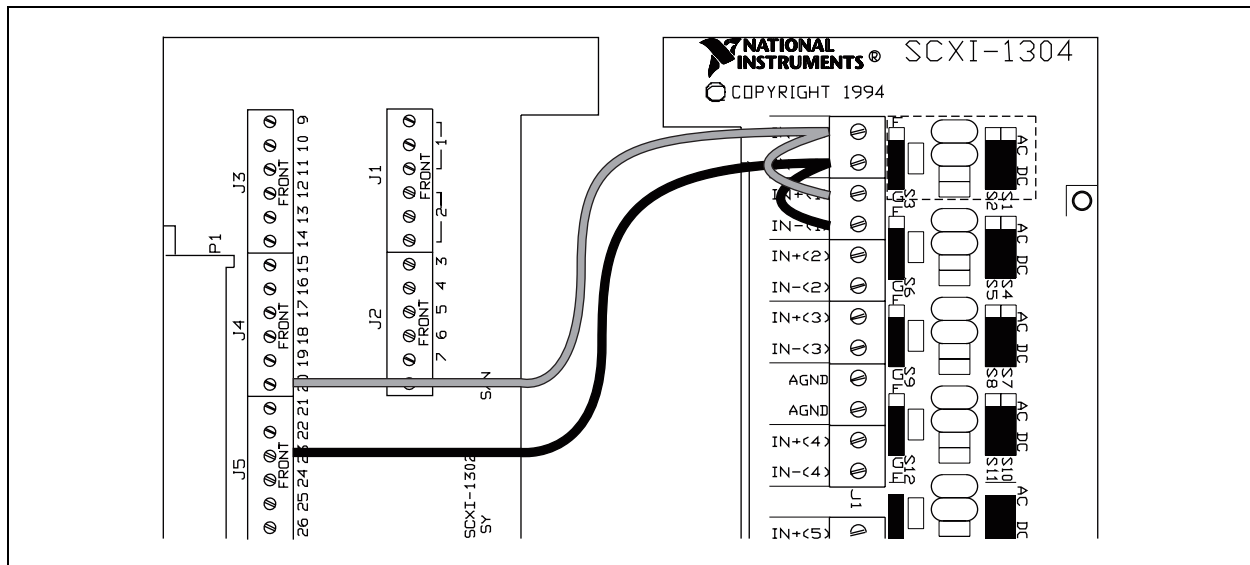 NATIONAL
INSTRUMENTS ®
SCXI-1304
COPYRIGHT 1994
P1
J3
FRONT
9
10
11
12
13
14
J4
FRONT
15
16
17
18
19
20
J5
FRONT
21
22
23
24
25
26
J1
FRONT
1
2
J2
FRONT
3
4
5
6
7
S/N
SCXI-1302
SY
IN+(1)
IN-(1)
IN+(2)
IN-(2)
IN+(3)
IN-(3)
AGND
AGND
IN+(4)
IN-(4)
J1
IN+(5)
F
G
S3
S2
S1
AC
DC
F
G
S6
S5
S4
AC
DC
F
G
S9
S8
S7
AC
DC
F
G
S12
S11
S10
AC
DC
F
AC
DC